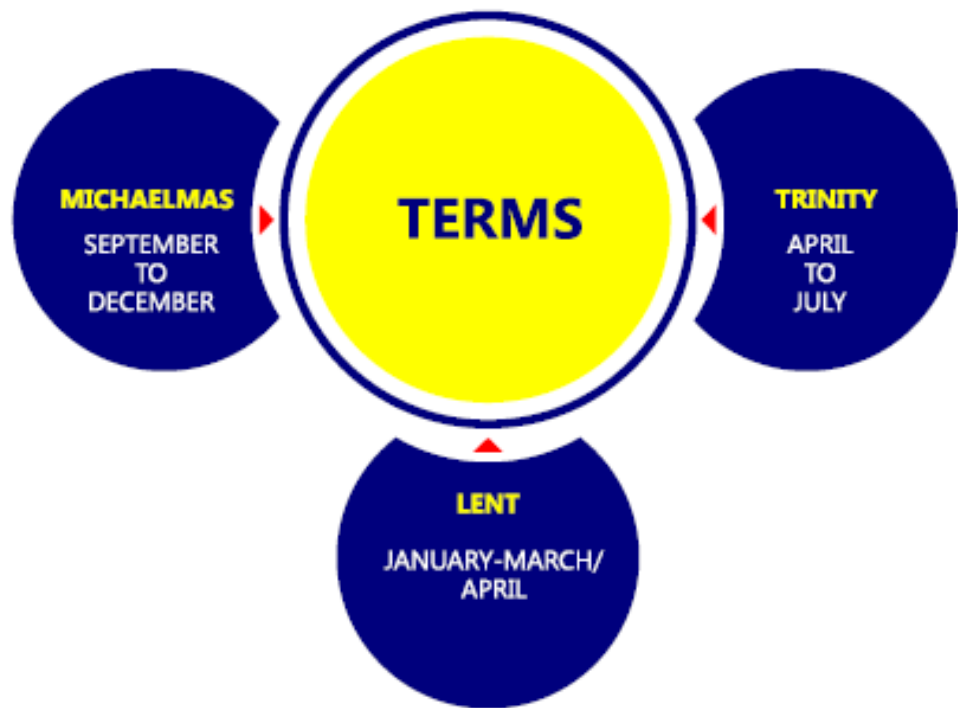 TERMS
MICHAELMAS
SEPTEMBER
TO
DECEMBER
TRINITY
APRIL
TO
JULY
LENT
JANUARY-MARCH/
APRIL